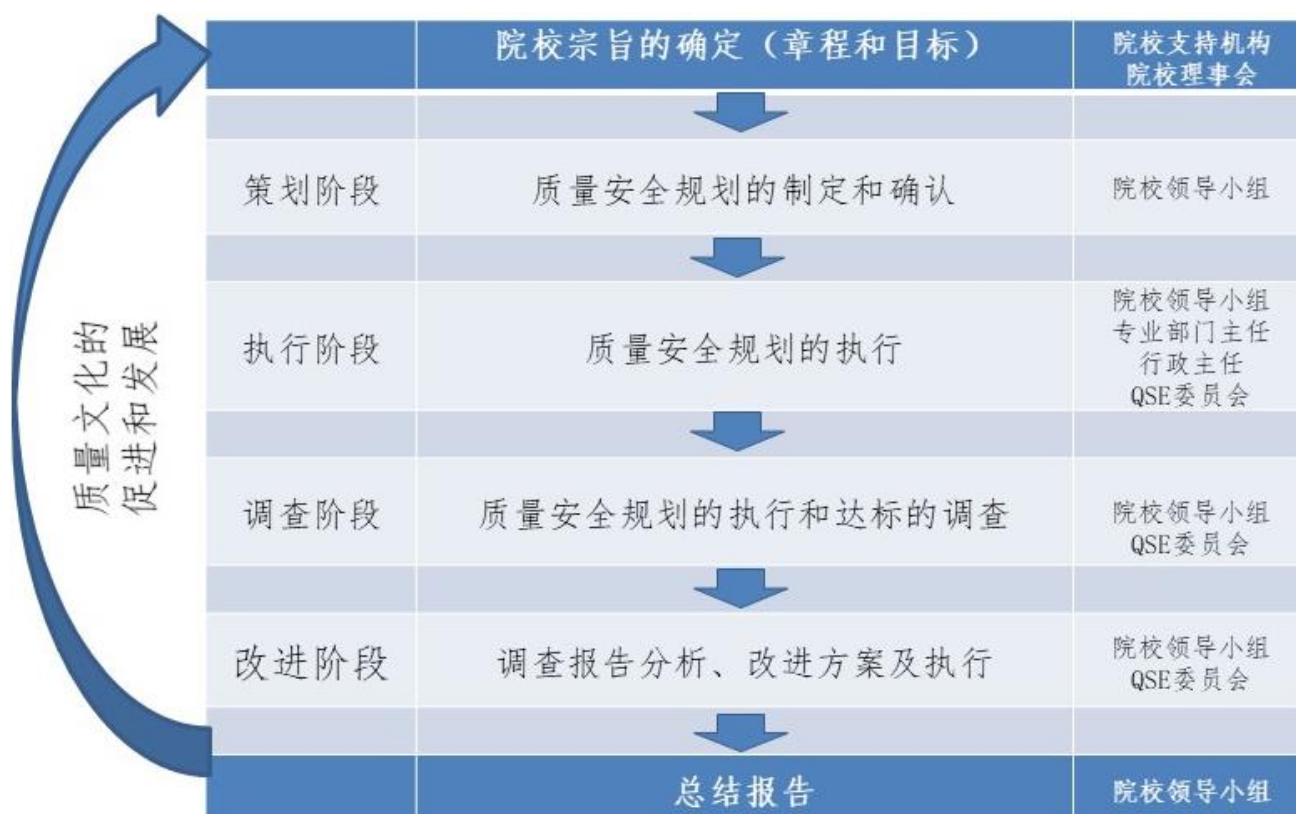 院校宗旨的确定（章程和目标）
院校支持机构
院校理事会
策划阶段
质量安全规划的制定和确认
院校领导小组
执行阶段
质量安全规划的执行
院校领导小组
专业部门主任
行政主任
QSE委员会
调查阶段
质量安全规划的执行和达标的调查
院校领导小组
QSE委员会
改进阶段
调查报告分析、改进方案及执行
院校领导小组
QSE委员会
总结报告
院校领导小组
质量文化的
促进和发展